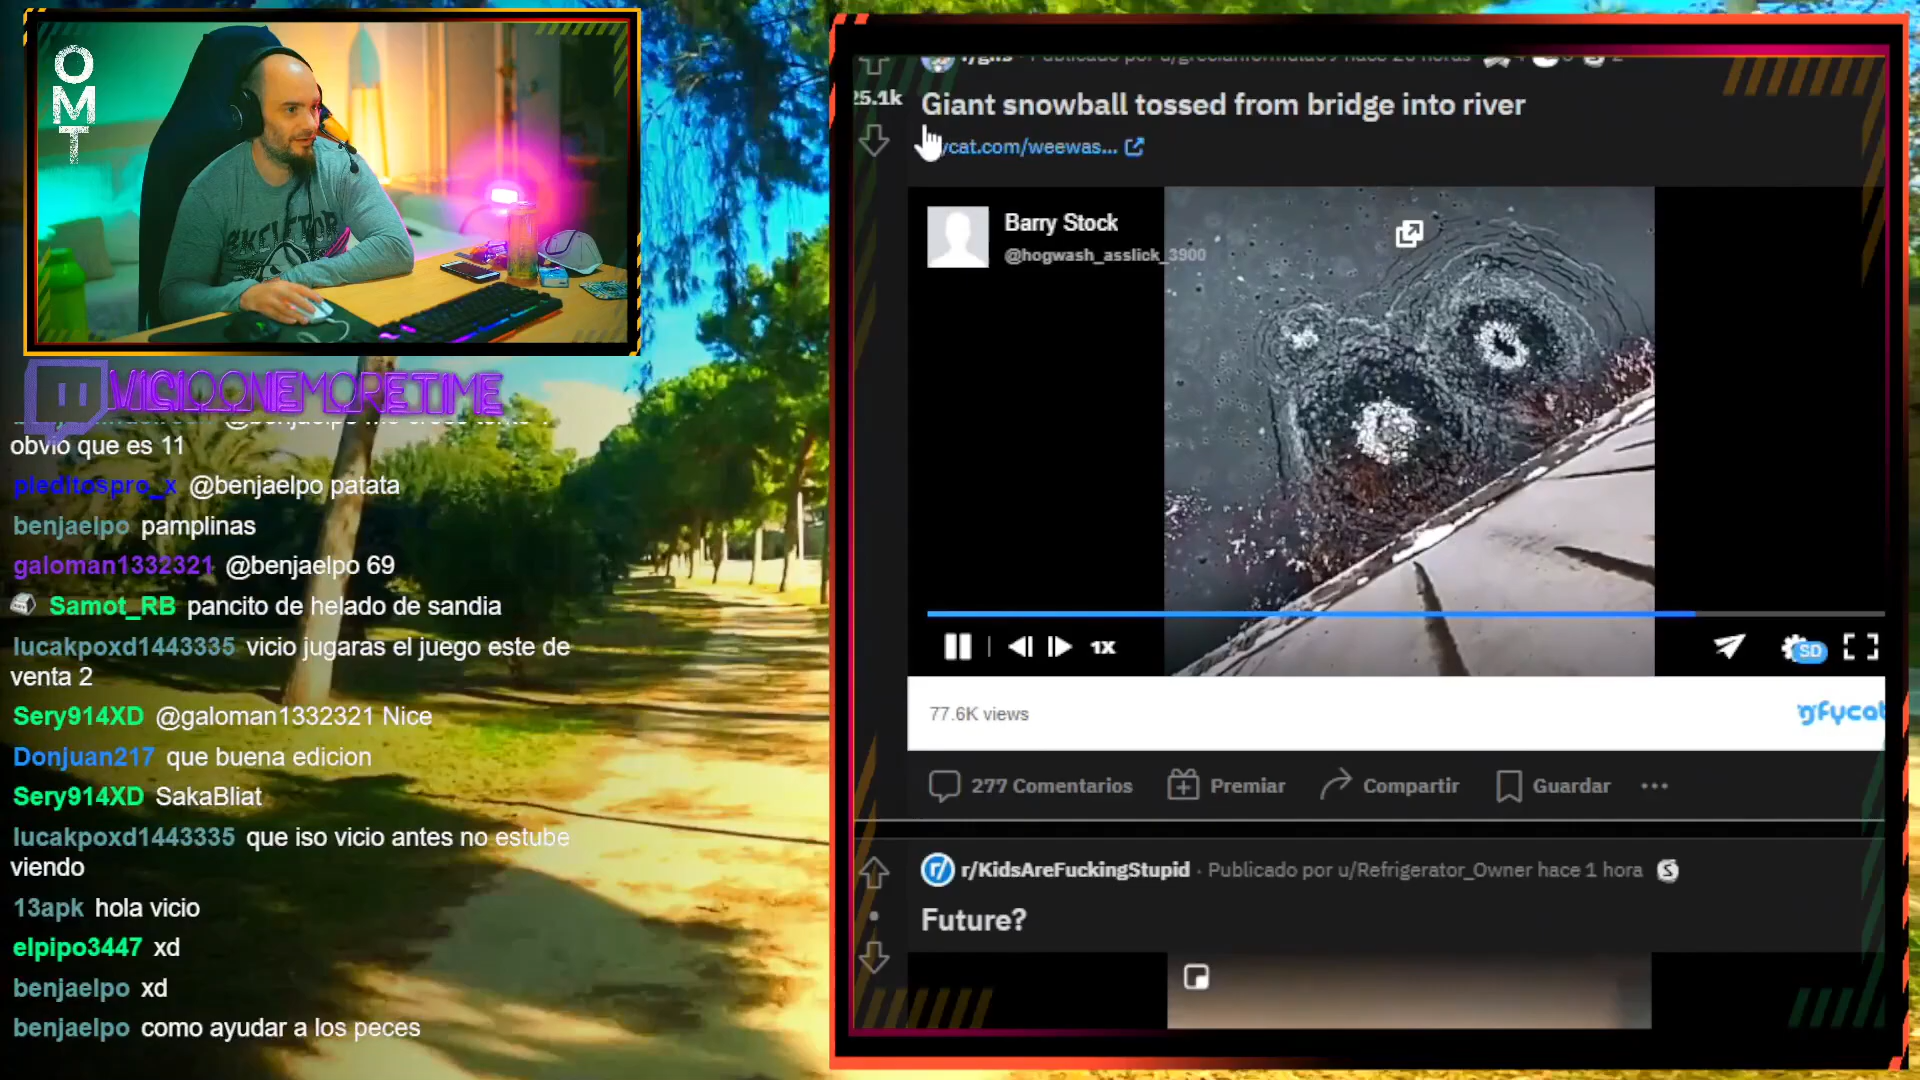 O
M
T
SKELETOR
VICIOONEMORETIME
obvio que es 11
pleditospro_x @benjaelpo patata
benjaelpo pamplinas
galoman1332321 @benjaelpo 69
Samot_RB pancito de helado de sandia
lucakpoxd1443335 vicio jugaras el juego este de
venta 2
Sery914XD @galoman1332321 Nice
Donjuan217 que buena edicion
Sery914XD SakaBliat
lucakpoxd1443335 que iso vicio antes no estube
viendo
13apk hola vicio
elpipo3447 xd
benjaelpo xd
benjaelpo como ayudar a los peces
25.1k
Giant snowball tossed from bridge into river
ycat.com/weewas...
Barry Stock
@hogwash_asslick_3900
1X
SD
77.6K views
gfycat
277 Comentarios Premiar Compartir Guardar ...
r/KidsAreFuckingStupid · Publicado por u/Refrigerator_Owner hace 1 hora
Future?